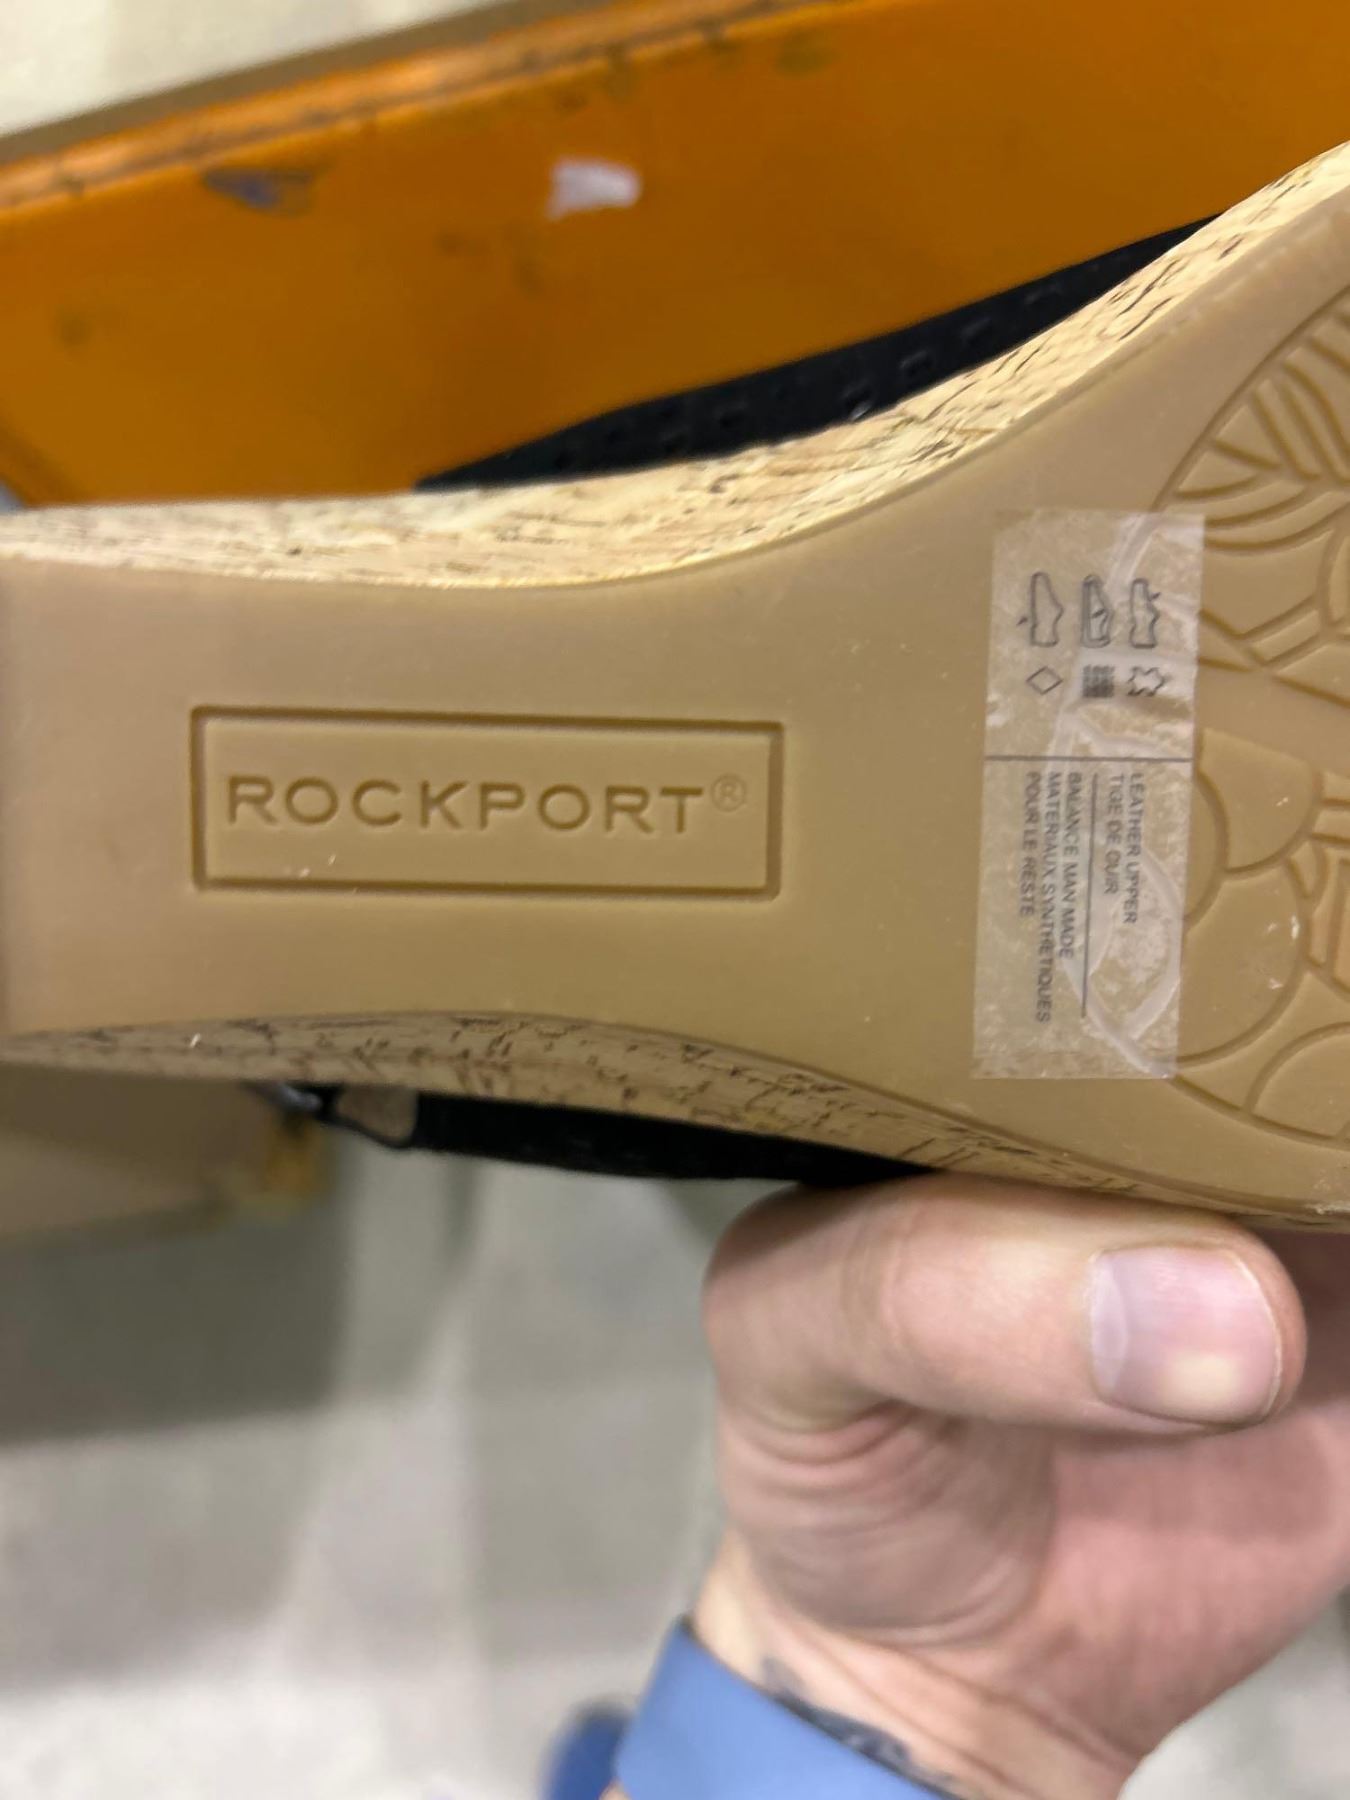 ROCKPORT®
LEATHER UPPER
TIGE DE CUIR
BALANCE MAN MADE
MATERIAUX SYNTHETIQUES
POUR LE RESTE